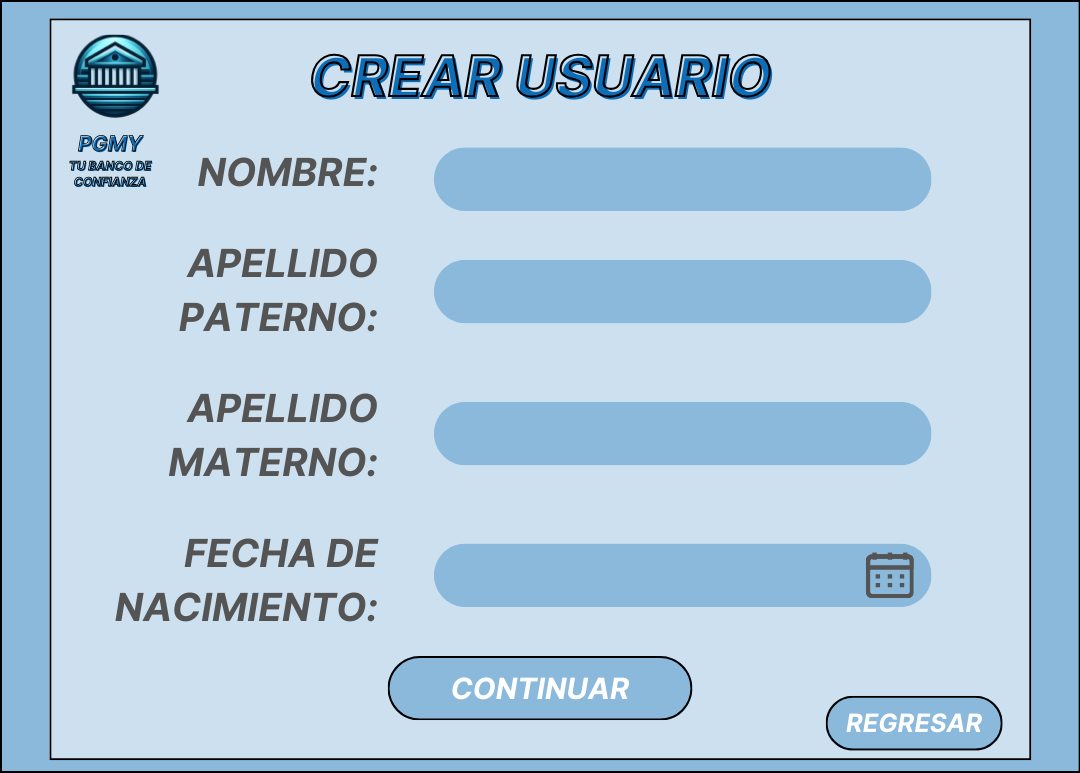 CREAR USUARIO
PGMY
TU BANCO DE
CONFIANZA
NOMBRE:
APELLIDO
PATERNO:
APELLIDO
MATERNO:
FECHA DE
NACIMIENTO:
CONTINUAR
REGRESAR